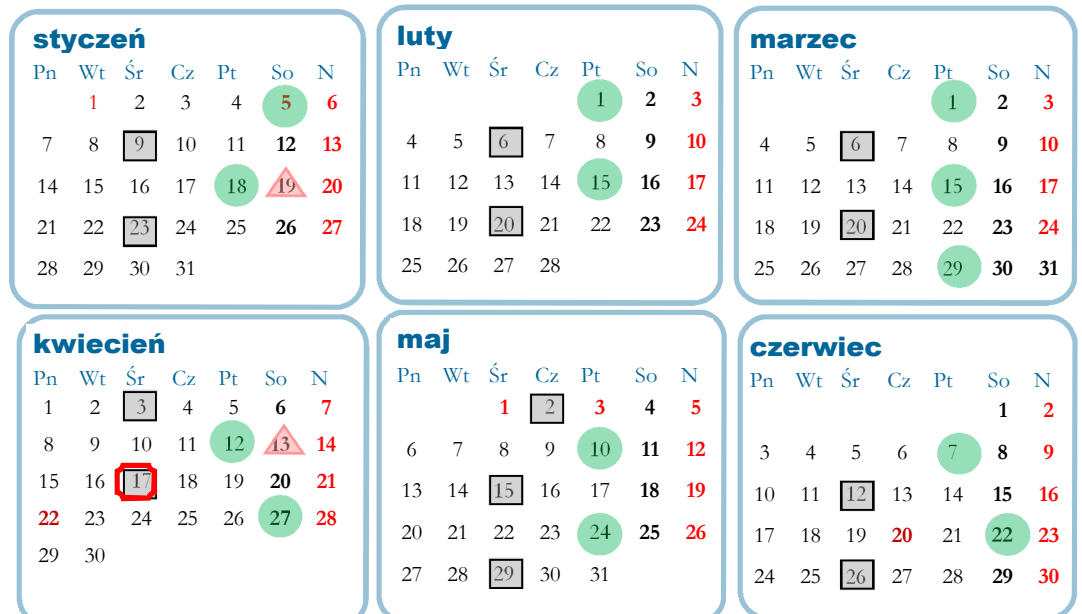 styczeń
Pn Wt Śr Cz Pt So N
1 2 3 4 5 6
7 8 9 10 11 12 13
14 15 16 17 18 19 20
21 22 23 24 25 26 27
28 29 30 31
luty
Pn Wt Śr Cz Pt So N
1 2 3
4 5 6 7 8 9 10
11 12 13 14 15 16 17
18 19 20 21 22 23 24
25 26 27 28
marzec
Pn Wt Śr Cz Pt So N
1 2 3
4 5 6 7 8 9 10
11 12 13 14 15 16 17
18 19 20 21 22 23 24
25 26 27 28 29 30 31
kwiecień
Pn Wt Śr Cz Pt So N
1 2 3 4 5 6 7
8 9 10 11 12 13 14
15 16 17 18 19 20 21
22 23 24 25 26 27 28
29 30
maj
Pn Wt Śr Cz Pt So N
1 2 3 4 5
6 7 8 9 10 11 12
13 14 15 16 17 18 19
20 21 22 23 24 25 26
27 28 29 30 31
czerwiec
Pn Wt Śr Cz Pt So N
1 2
3 4 5 6 7 8 9
10 11 12 13 14 15 16
17 18 19 20 21 22 23
24 25 26 27 28 29 30